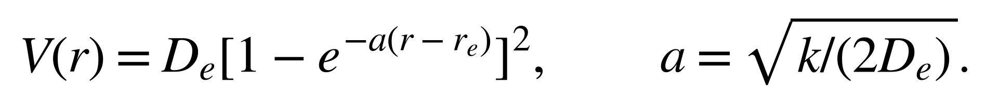 V(r) = D_e[1 − e^{−a(r − r_e)}]^2, a = √(k/(2D_e)).